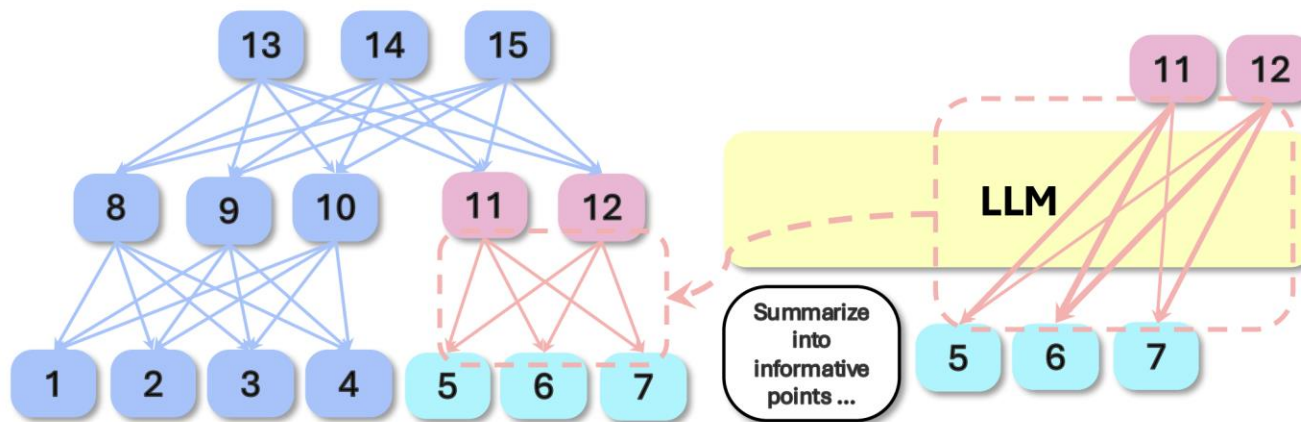 13 14 15
11 12
8 9 10 11 12
LLM
Summarize
into
informative
points ...
1 2 3 4 5 6 7
5 6 7